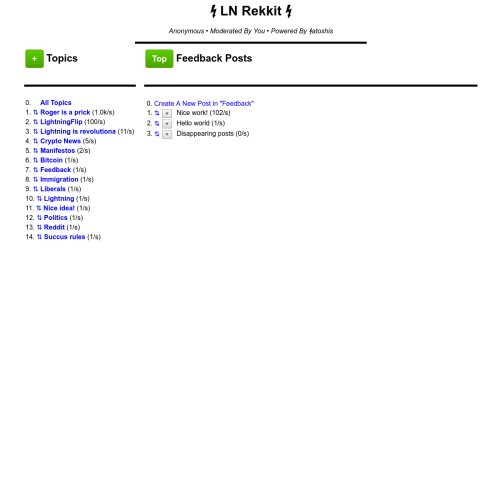 LN Rekkit
Anonymous • Moderated By You • Powered By șatoshis
+ Topics
0. All Topics
1. ⇅ Roger is a prick (1.0k/s)
2. ⇅ LightningFlip (100/s)
3. ⇅ Lightning is revolutiona (11/s)
4. ⇅ Crypto News (5/s)
5. ⇅ Manifestos (2/s)
6. ⇅ Bitcoin (1/s)
7. ⇅ Feedback (1/s)
8. ⇅ Immigration (1/s)
9. ⇅ Liberals (1/s)
10. ⇅ Lightning (1/s)
11. ⇅ Nice idea! (1/s)
12. ⇅ Politics (1/s)
13. ⇅ Reddit (1/s)
14. ⇅ Succus rules (1/s)
Top Feedback Posts
0. Create A New Post in "Feedback"
1. ⇅ + Nice work! (102/s)
2. ⇅ + Hello world (1/s)
3. ⇅ + Disappearing posts (0/s)